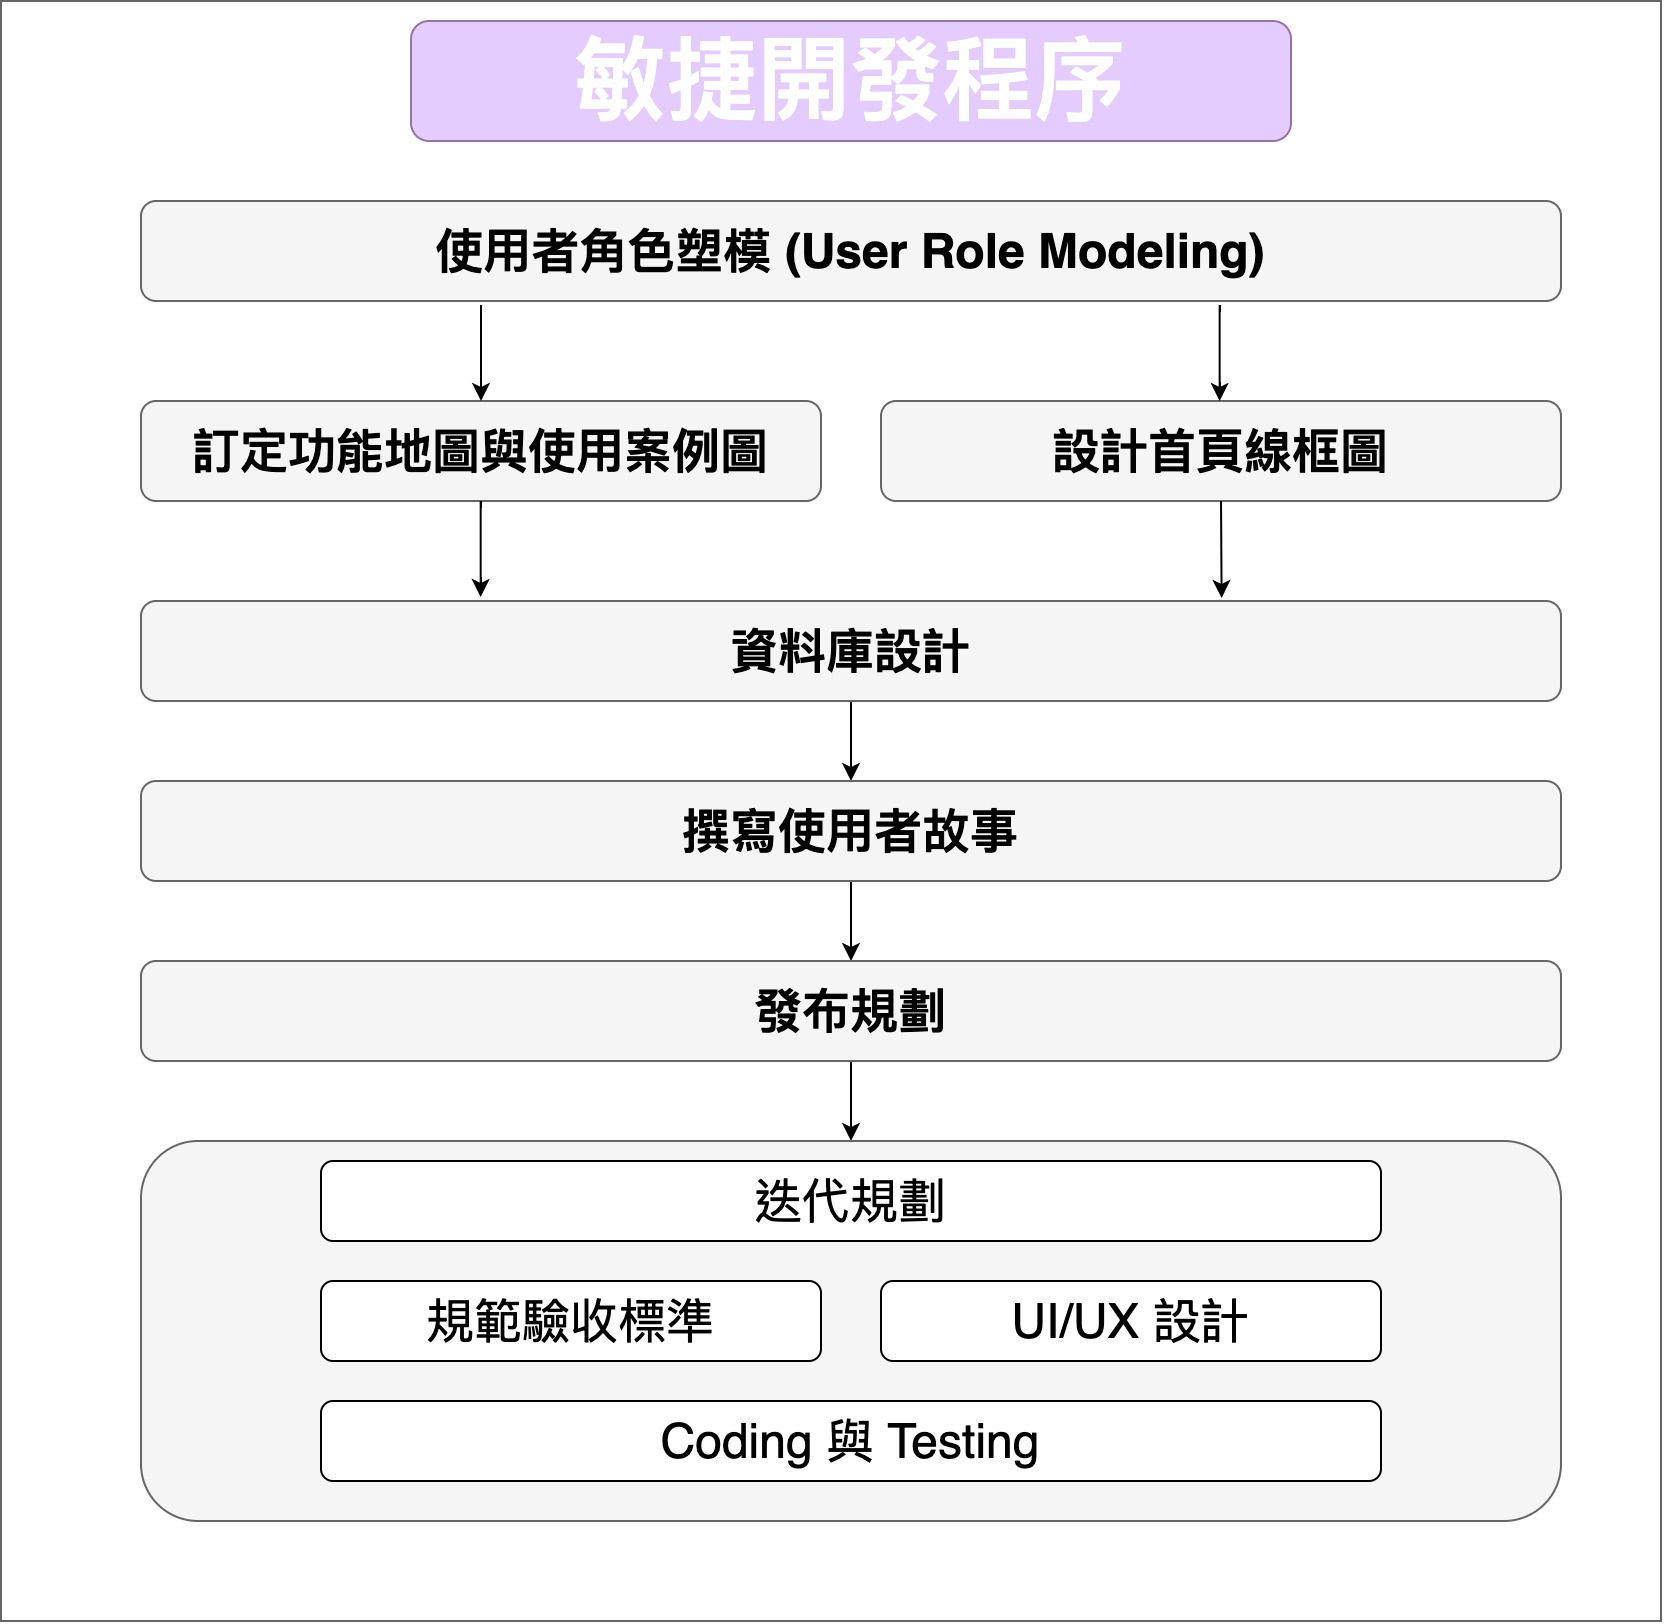 敏捷開發程序
使用者角色塑模 (User Role Modeling)
訂定功能地圖與使用案例圖
設計首頁線框圖
資料庫設計
撰寫使用者故事
發布規劃
迭代規劃
規範驗收標準
UI/UX 設計
Coding 與 Testing